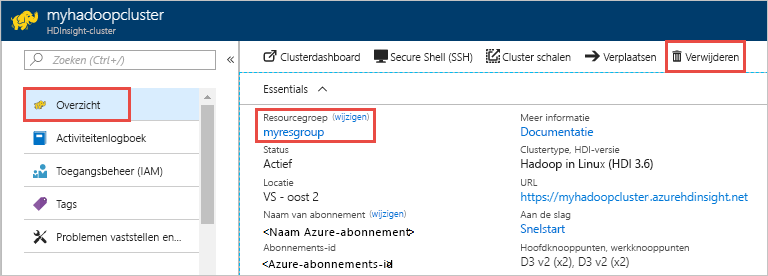 myhadoopcluster
HDInsight-cluster
Zoeken (Ctrl+/)
Overzicht
Activiteitenlogboek
Toegangsbeheer (IAM)
Tags
Problemen vaststellen en...
Clusterdashboard Secure Shell (SSH) Cluster schalen Verplaatsen Verwijderen
Essentials
Resourcegroep (wijzigen)
myresgroup
Status
Actief
Locatie
VS - oost 2
Naam van abonnement (wijzigen)
<Naam Azure-abonnement>
Abonnements-id
<Azure-abonnements-id
Meer informatie
Documentatie
Clustertype, HDI-versie
Hadoop in Linux (HDI 3.6)
URL
https://myhadoopcluster.azurehdinsight.net
Aan de slag
Snelstart
Hoofdknooppunten, werkknooppunten
D3 v2 (x2), D3 v2 (x2)